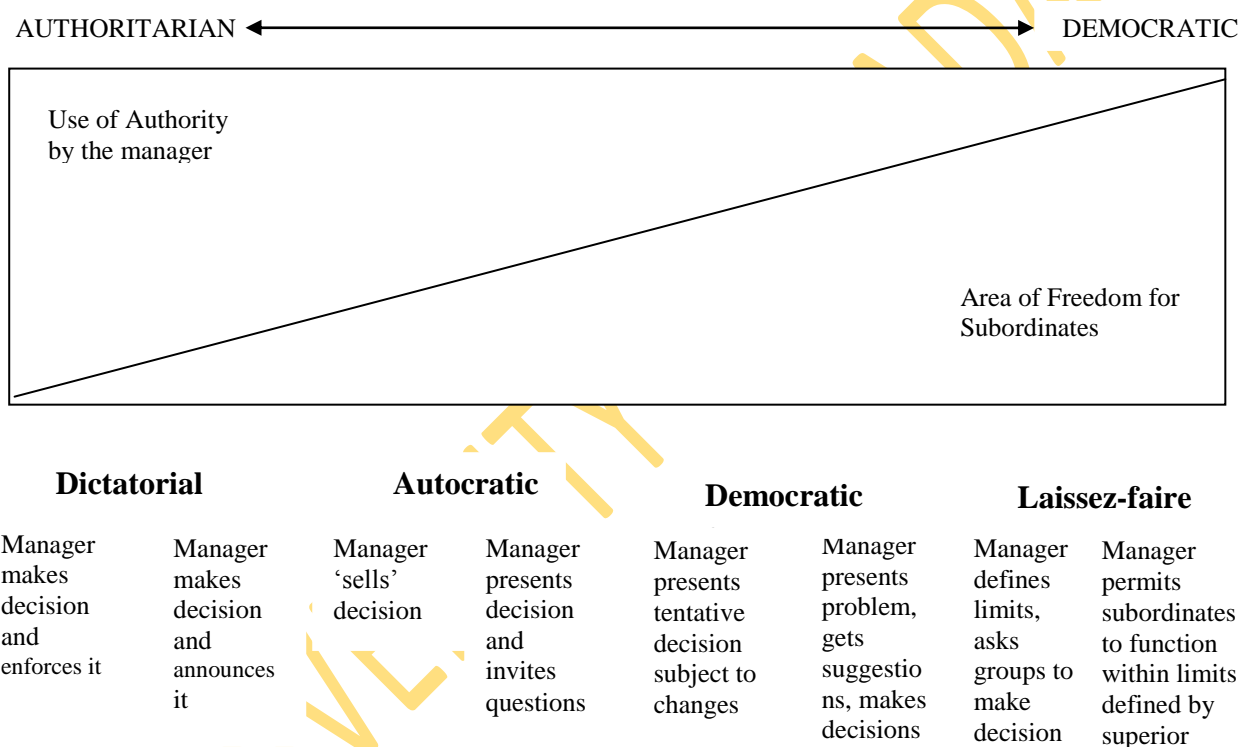 AUTHORITARIAN DEMOCRATIC
Use of Authority
by the manager
Area of Freedom for
Subordinates
Dictatorial
Autocratic
Democratic
Laissez-faire
Manager
makes
decision
and
enforces it
Manager
makes
decision
and
announces
it
Manager
‘sells’
decision
Manager
presents
decision
and
invites
questions
Manager
presents
tentative
decision
subject to
changes
Manager
presents
problem,
gets
suggestio
ns, makes
decisions
Manager
defines
limits,
asks
groups to
make
decision
Manager
permits
subordinates
to function
within limits
defined by
superior